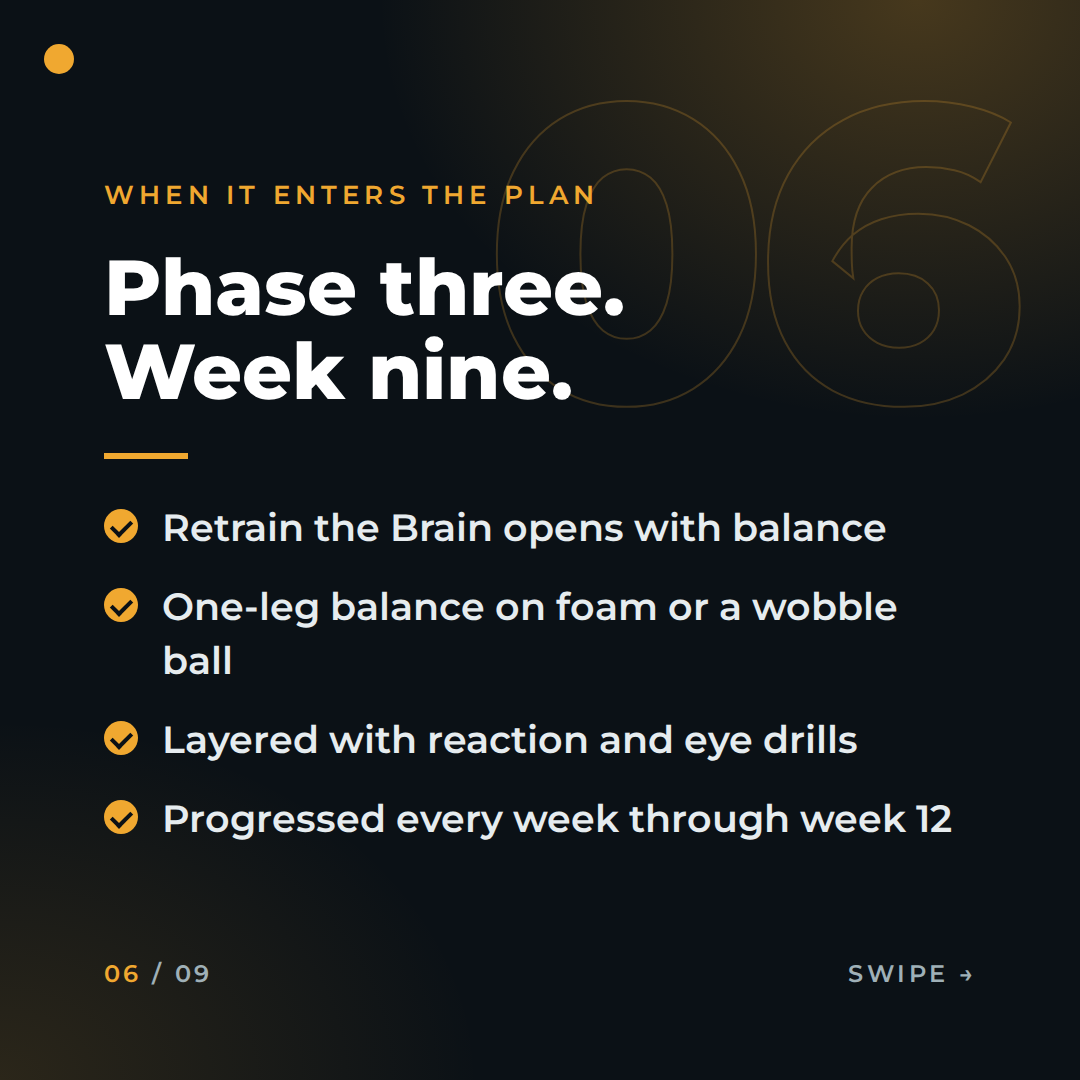 06
WHEN IT ENTERS THE PLAN
Phase three.
Week nine.
Retrain the Brain opens with balance
One-leg balance on foam or a wobble
ball
Layered with reaction and eye drills
Progressed every week through week 12
06 / 09
SWIPE →